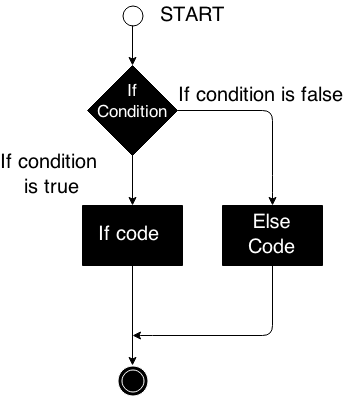 START
If
Condition
If condition is false
If condition
is true
If code
Else
Code